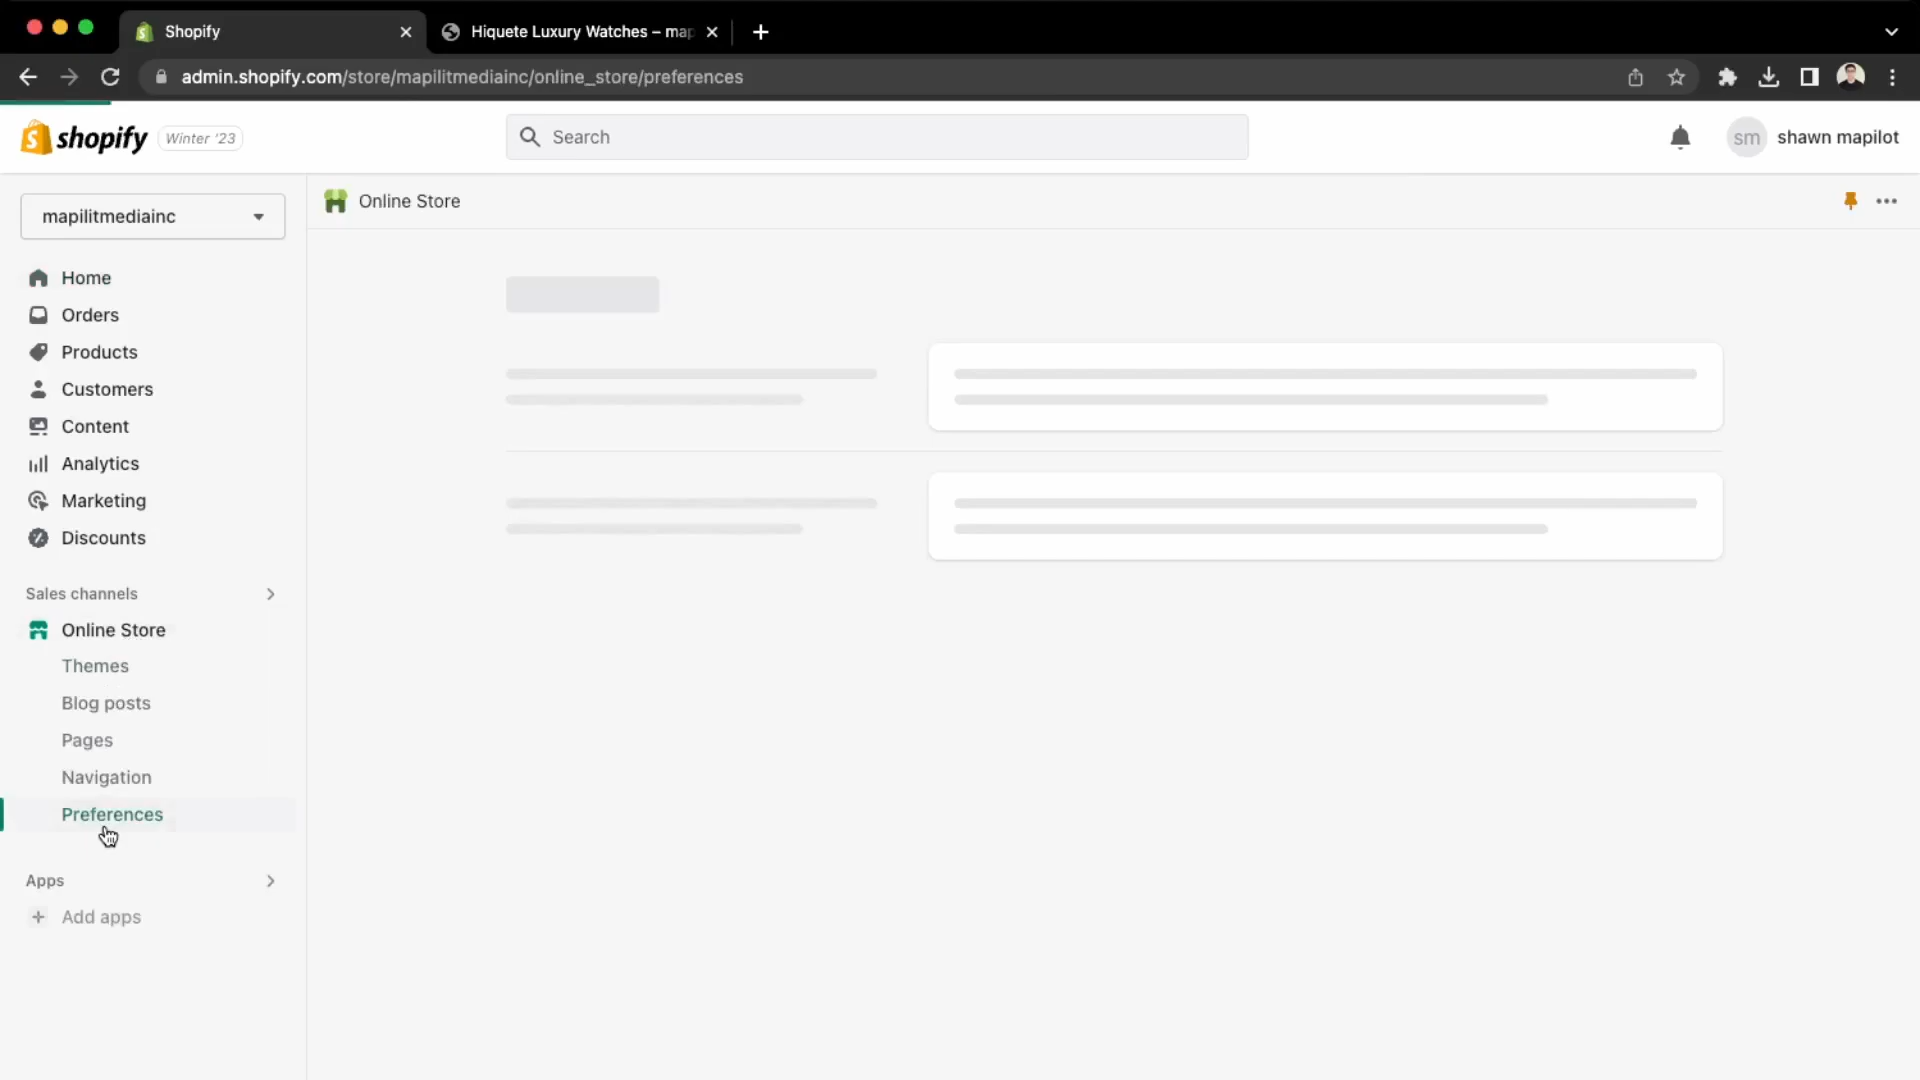 Shopify
Hiquete Luxury Watches – map
admin.shopify.com/store/mapilitmediainc/online_store/preferences
shopify
Winter '23
Search
sm
shawn mapilot
mapilitmediainc
Online Store
Home
Orders
Products
Customers
Content
Analytics
Marketing
Discounts
Sales channels
Online Store
Themes
Blog posts
Pages
Navigation
Preferences
Apps
Add apps